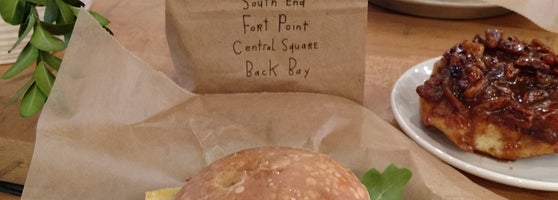 South End
Fort Point
Central Square
Back Bay